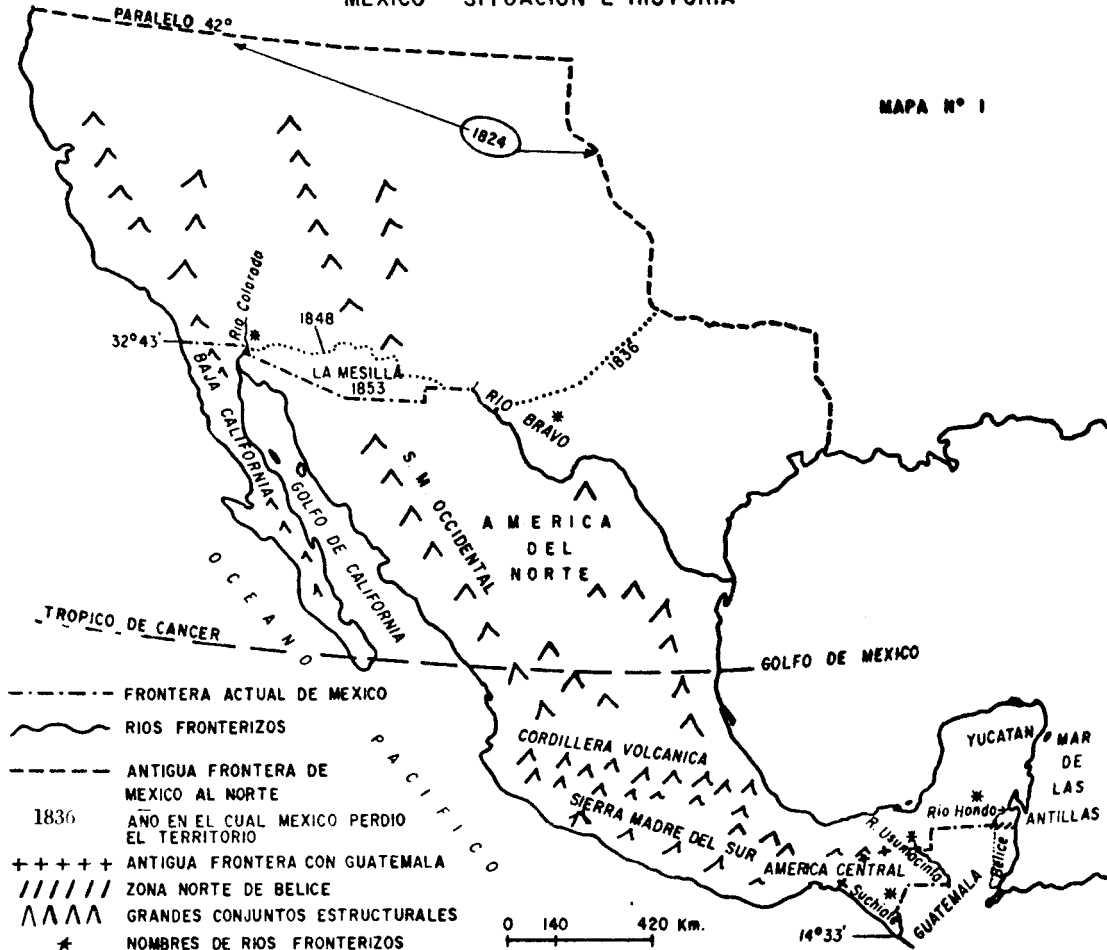 MEXICO SITUACION E HISTORIA
PARALELO 42°
MAPA N° 1
1824
Rio Colorado
32°43'
1848
LA MESILLA
1853
1836
RIO BRAVO
BAJA CALIFORNIA
GOLFO DE CALIFORNIA
S. M. OCCIDENTAL
AMERICA
DEL
NORTE
OCEANO
PACIFICO
TROPICO DE CANCER
GOLFO DE MEXICO
CORDILLERA VOLCANICA
SIERRA MADRE DEL SUR
AMERICA CENTRAL
YUCATAN
MAR
DE
LAS
ANTILLAS
Rio Hondo
R. Usumacinta
Belice
Suchiate
GUATEMALA
14°33'
FRONTERA ACTUAL DE MEXICO
RIOS FRONTERIZOS
ANTIGUA FRONTERA DE
MEXICO AL NORTE
1836 AÑO EN EL CUAL MEXICO PERDIO
EL TERRITORIO
+ + + + + ANTIGUA FRONTERA CON GUATEMALA
////// ZONA NORTE DE BELICE
GRANDES CONJUNTOS ESTRUCTURALES
* NOMBRES DE RIOS FRONTERIZOS
0 140 420 Km.